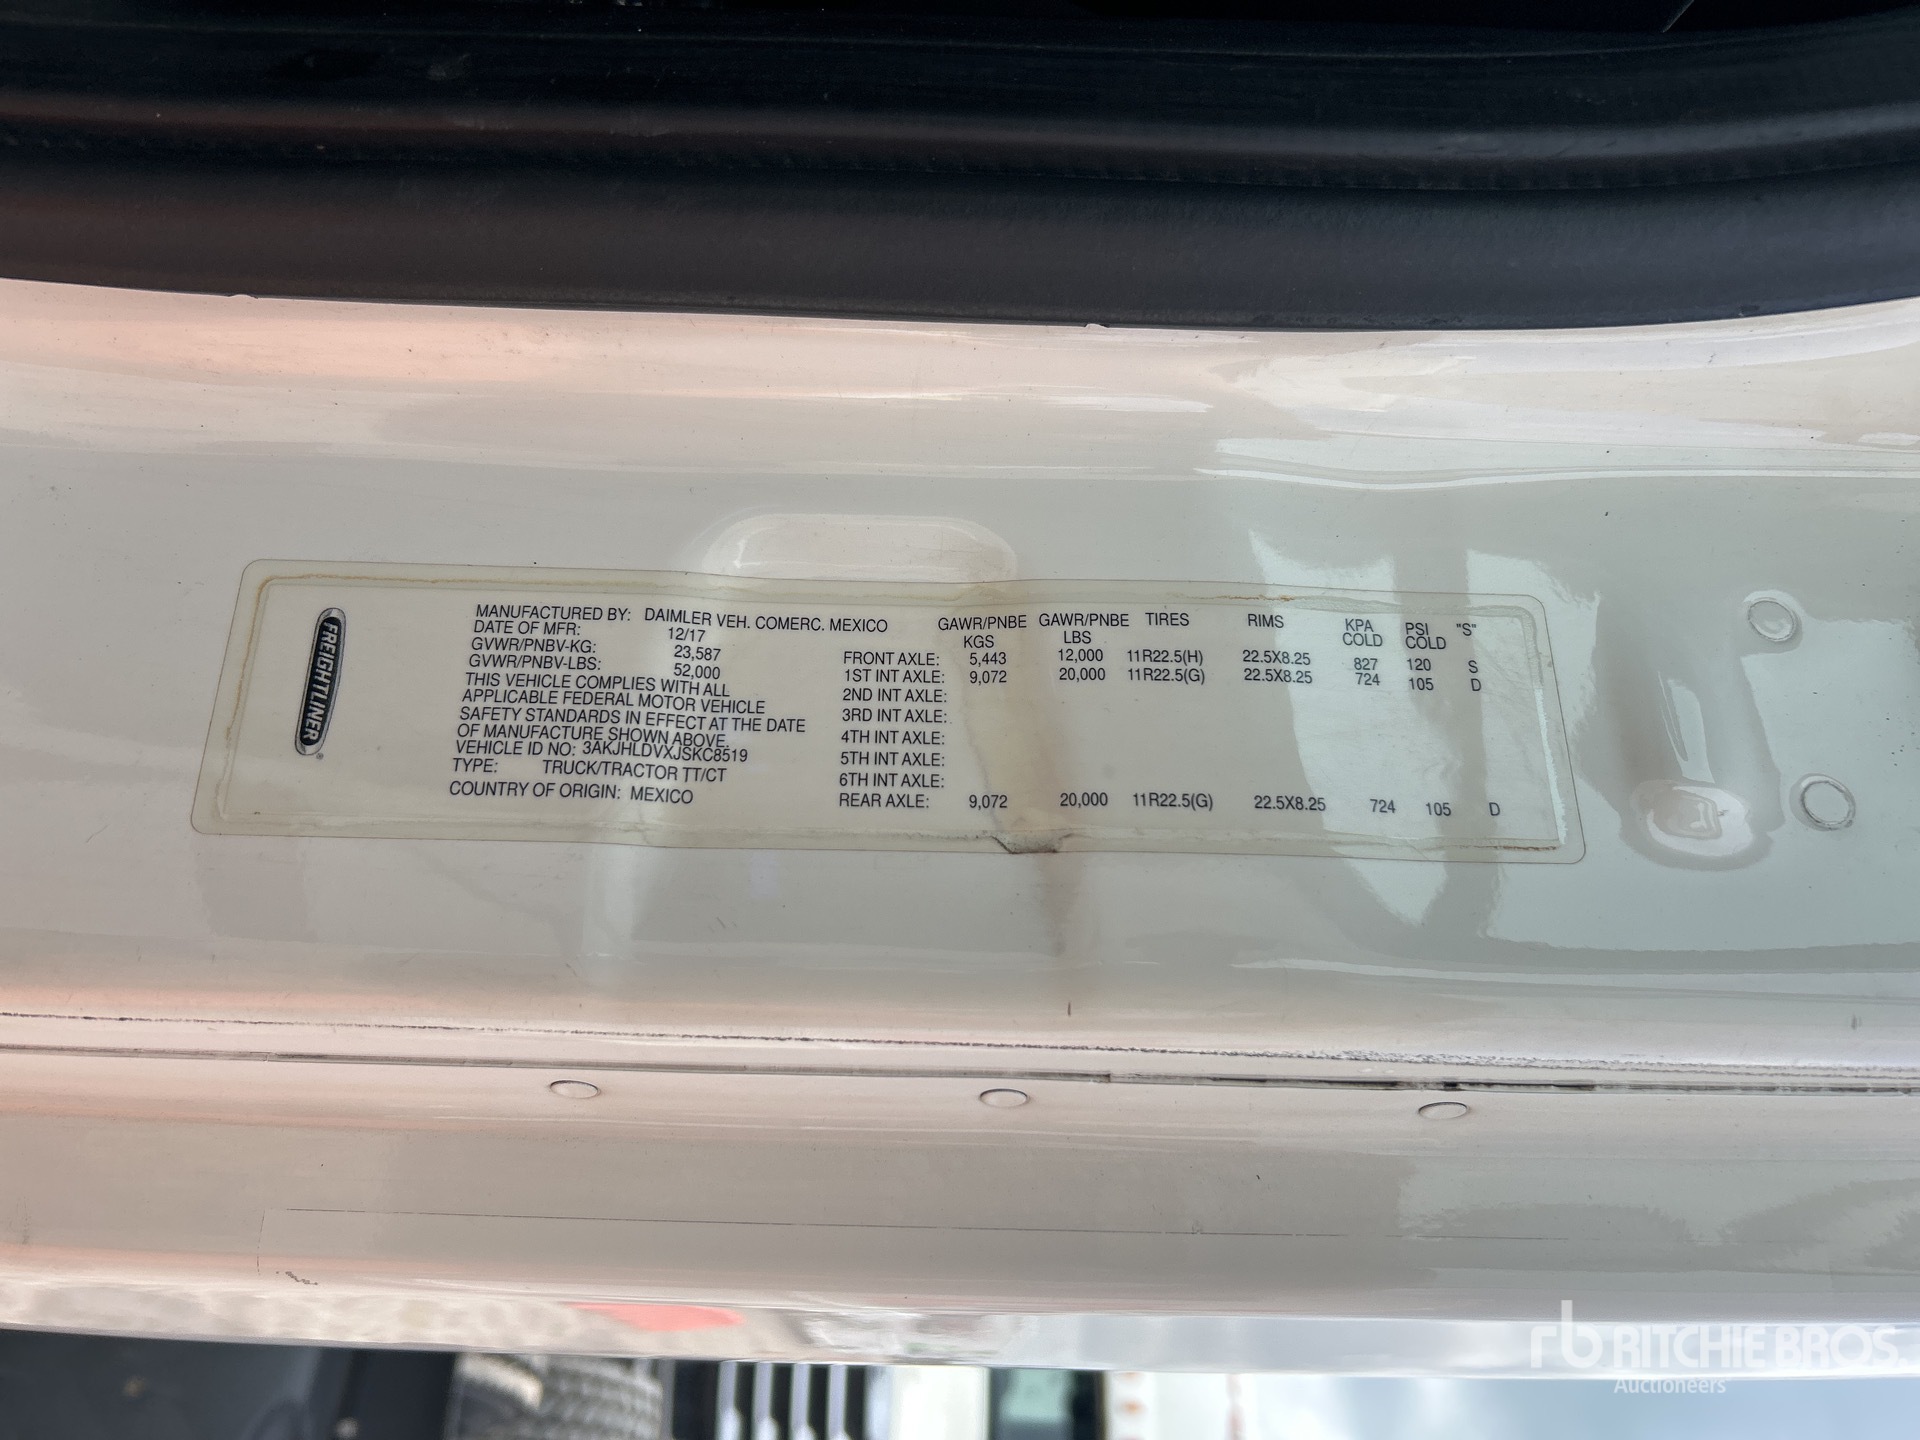 FREIGHTLINER
®
MANUFACTURED BY: DAIMLER VEH. COMERC. MEXICO
DATE OF MFR: 12/17
GVWR/PNBV-KG: 23,587
GVWR/PNBV-LBS: 52,000
THIS VEHICLE COMPLIES WITH ALL
APPLICABLE FEDERAL MOTOR VEHICLE
SAFETY STANDARDS IN EFFECT AT THE DATE
OF MANUFACTURE SHOWN ABOVE.
VEHICLE ID NO: 3AKJHLDVXJSKC8519
TYPE: TRUCK/TRACTOR TT/CT
COUNTRY OF ORIGIN: MEXICO
GAWR/PNBE KGS GAWR/PNBE LBS TIRES RIMS KPA COLD PSI COLD "S"
FRONT AXLE: 5,443 12,000 11R22.5(H) 22.5X8.25 827 120 S
1ST INT AXLE: 9,072 20,000 11R22.5(G) 22.5X8.25 724 105 D
2ND INT AXLE:
3RD INT AXLE:
4TH INT AXLE:
5TH INT AXLE:
6TH INT AXLE:
REAR AXLE: 9,072 20,000 11R22.5(G) 22.5X8.25 724 105 D
rb RITCHIE BROS.
Auctioneers